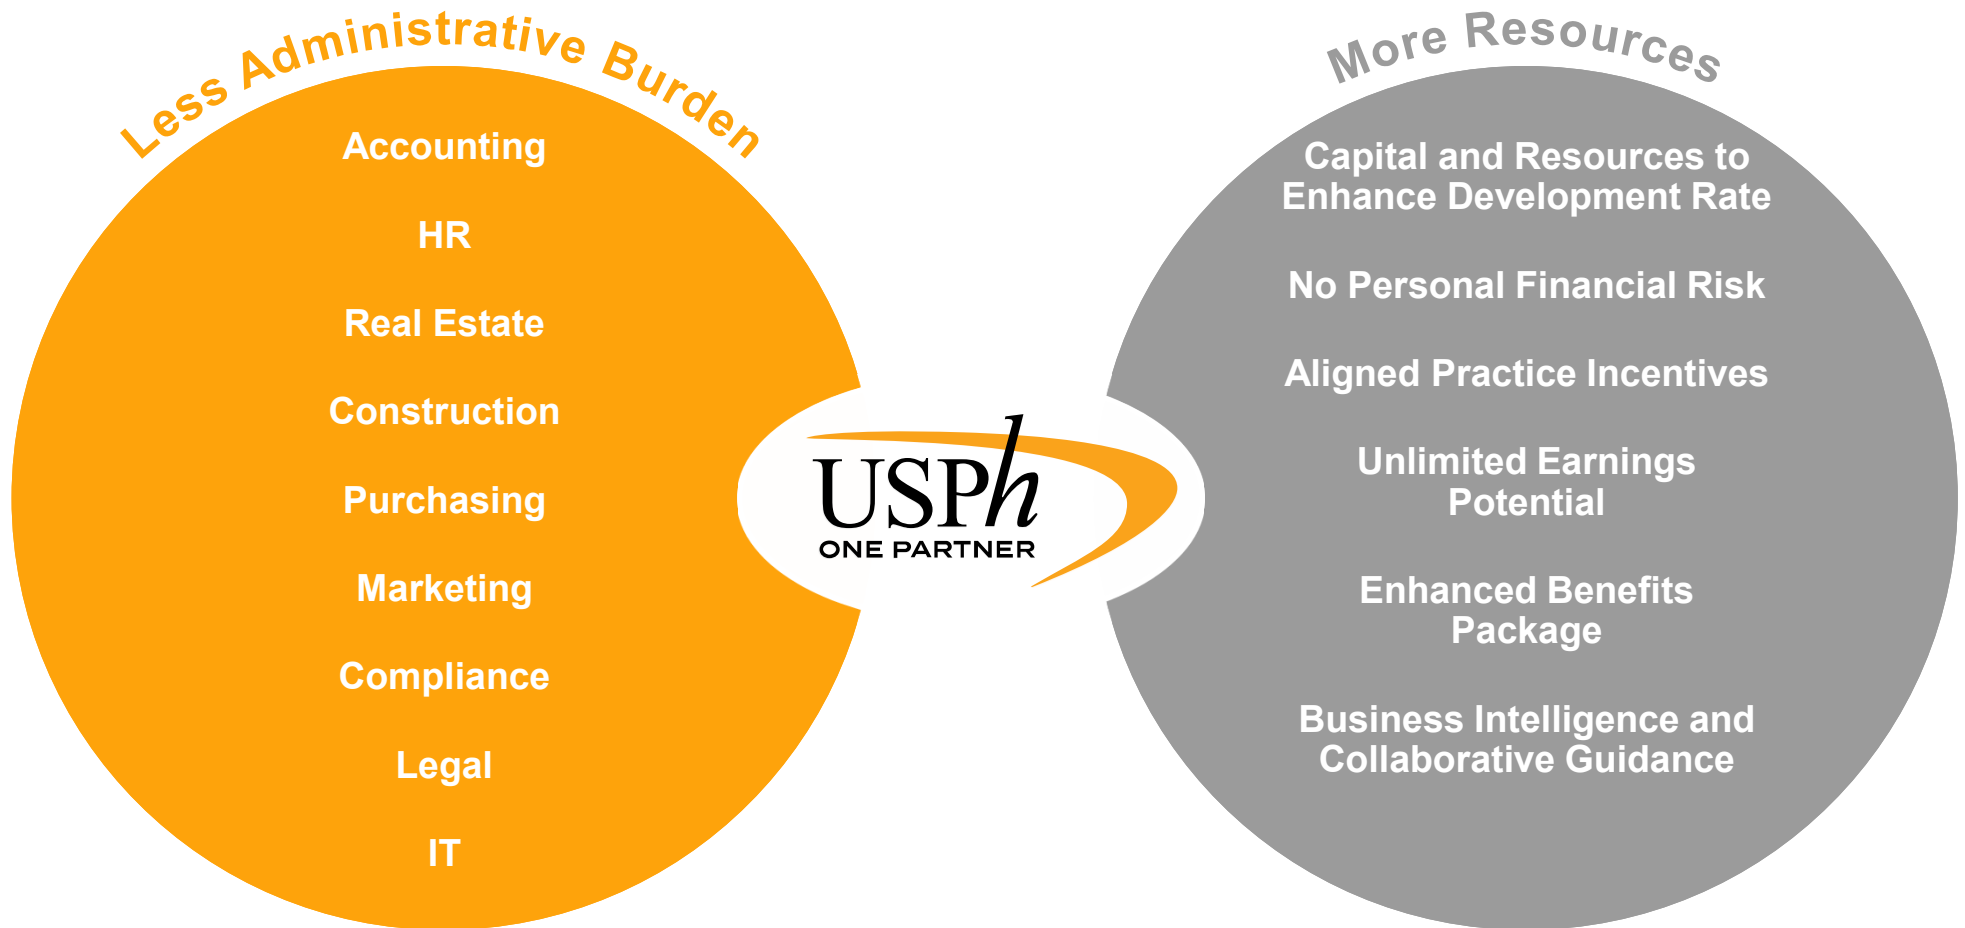 Less Administrative Burden
Accounting
HR
Real Estate
Construction
Purchasing
Marketing
Compliance
Legal
IT
USPh
ONE PARTNER
More Resources
Capital and Resources to
Enhance Development Rate
No Personal Financial Risk
Aligned Practice Incentives
Unlimited Earnings
Potential
Enhanced Benefits
Package
Business Intelligence and
Collaborative Guidance